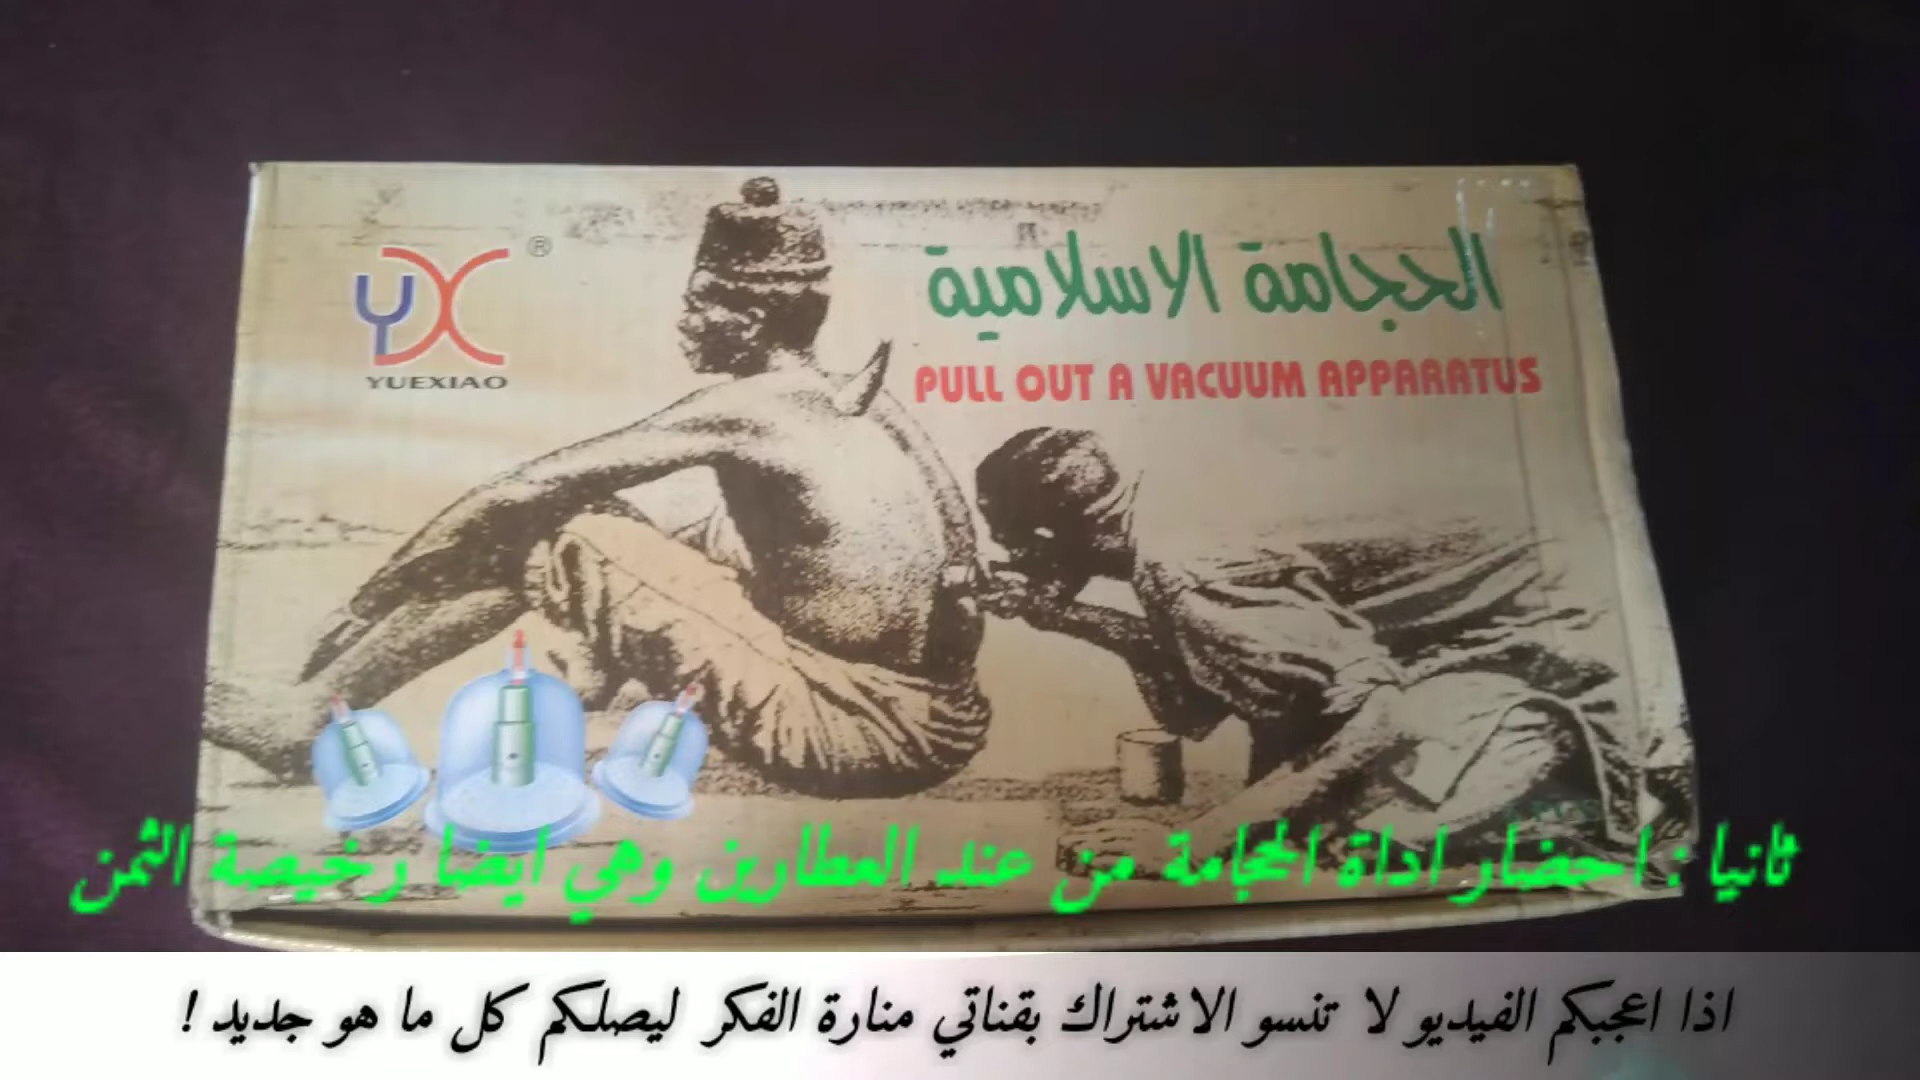 YX ®
YUEXIAO
الحجامة الاسلامية
PULL OUT A VACUUM APPARATUS
ثانيا : احضار اداة الحجامة من عند العطارين وهي ايضا رخيصة الثمن
اذا اعجبكم الفيديو لا تنسو الاشتراك بقناتي منارة الفكر ليصلكم كل ما هو جديد !